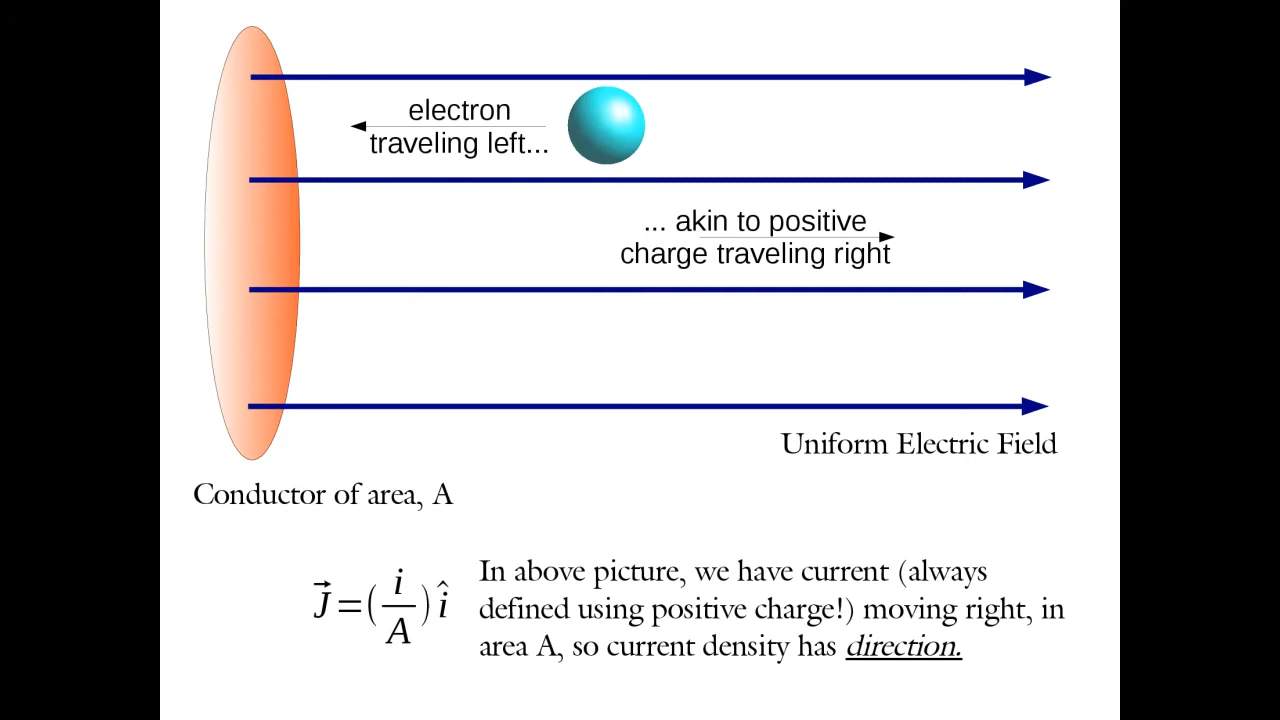 electron
traveling left...
... akin to positive
charge traveling right
Uniform Electric Field
Conductor of area, A
J⃗=(i/A) î
In above picture, we have current (always
defined using positive charge!) moving right, in
area A, so current density has direction.